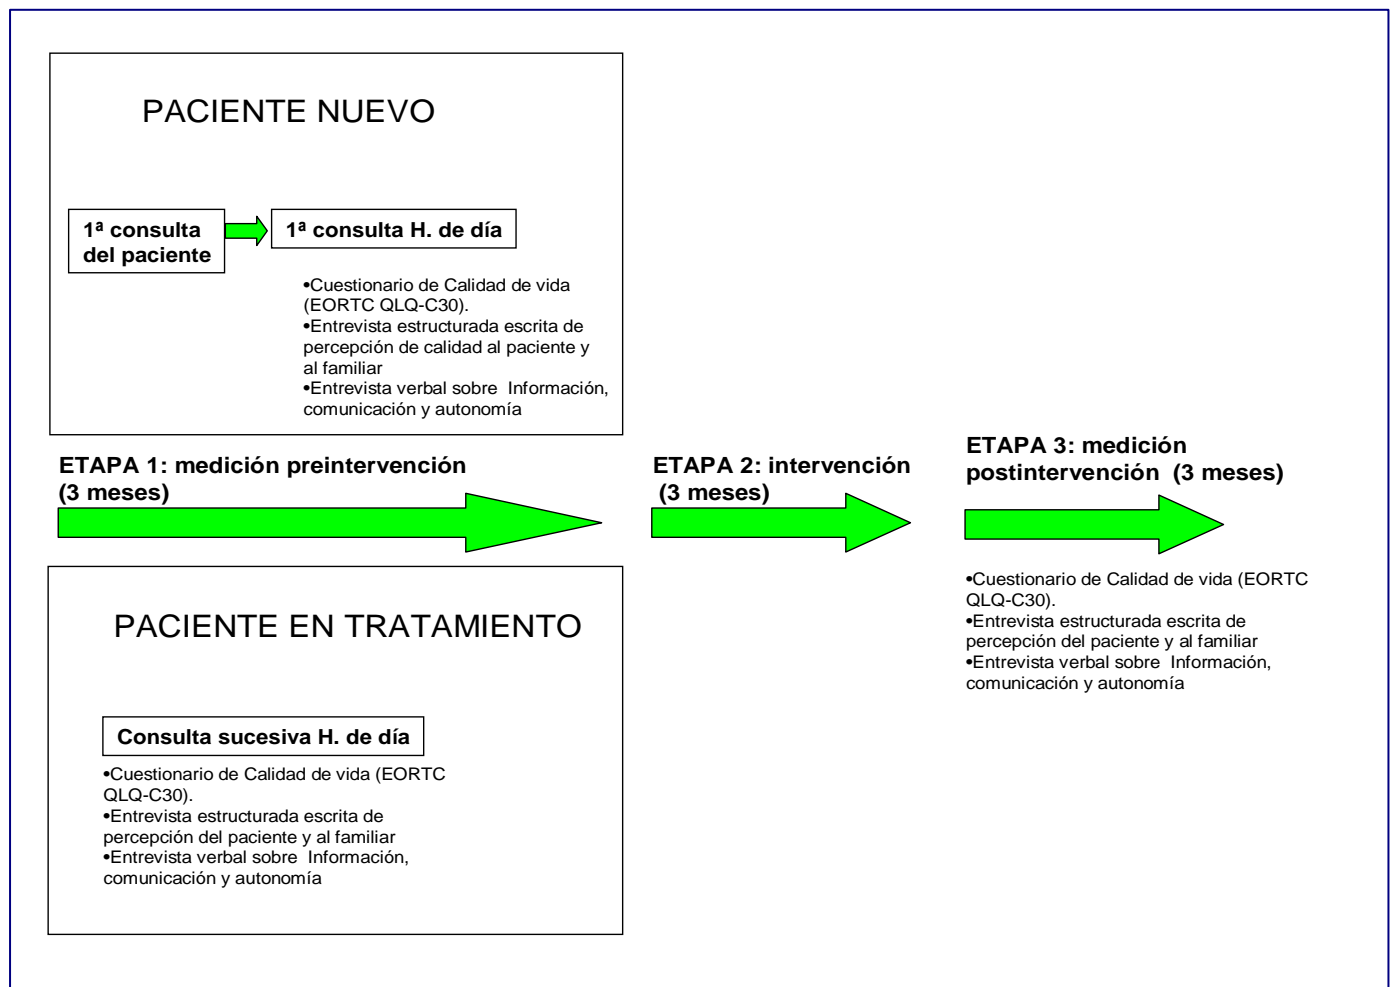 PACIENTE NUEVO
1ª consulta
del paciente
1ª consulta H. de día
•Cuestionario de Calidad de vida
(EORTC QLQ-C30).
•Entrevista estructurada escrita de
percepción de calidad al paciente y
al familiar
•Entrevista verbal sobre  Información,
comunicación y autonomía
ETAPA 1: medición preintervención
(3 meses)
ETAPA 2: intervención
(3 meses)
ETAPA 3: medición
postintervención  (3 meses)
•Cuestionario de Calidad de vida (EORTC
QLQ-C30).
•Entrevista estructurada escrita de
percepción del paciente y al familiar
•Entrevista verbal sobre  Información,
comunicación y autonomía
PACIENTE EN TRATAMIENTO
Consulta sucesiva H. de día
•Cuestionario de Calidad de vida (EORTC
QLQ-C30).
•Entrevista estructurada escrita de
percepción del paciente y al familiar
•Entrevista verbal sobre  Información,
comunicación y autonomía